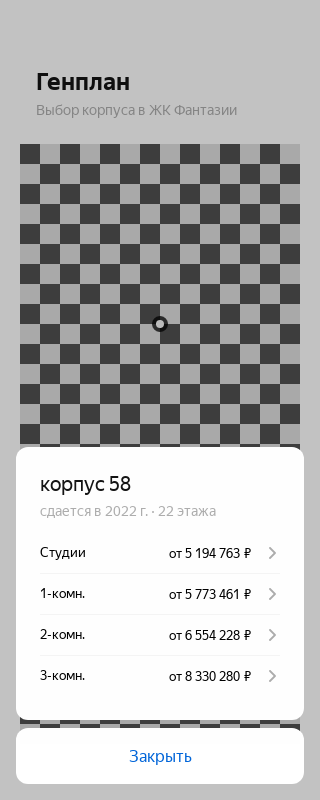 Генплан
Выбор корпуса в ЖК Фантазии
корпус 58
сдается в 2022 г. · 22 этажа
Студии от 5 194 763 ₽
1-комн. от 5 773 461 ₽
2-комн. от 6 554 228 ₽
3-комн. от 8 330 280 ₽
Закрыть